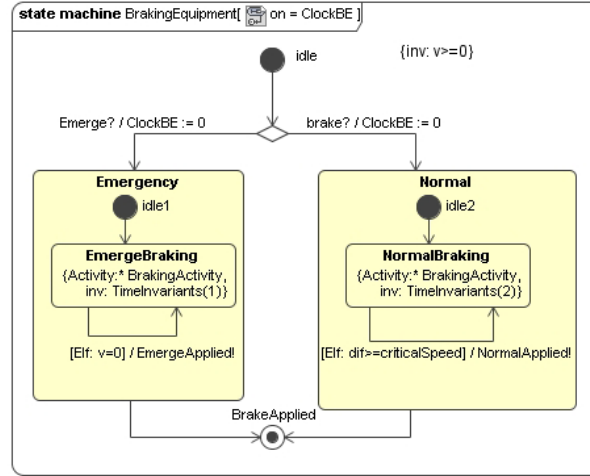 state machine BrakingEquipment[ on = ClockBE ]
idle
{inv: v>=0}
Emerge? / ClockBE := 0
brake? / ClockBE := 0
Emergency
idle1
EmergeBraking
{Activity:* BrakingActivity,
inv: TimeInvariants(1)}
[Elf: v=0] / EmergeApplied!
Normal
idle2
NormalBraking
{Activity:* BrakingActivity,
inv: TimeInvariants(2)}
[Elf: dif>=criticalSpeed] / NormalApplied!
BrakeApplied